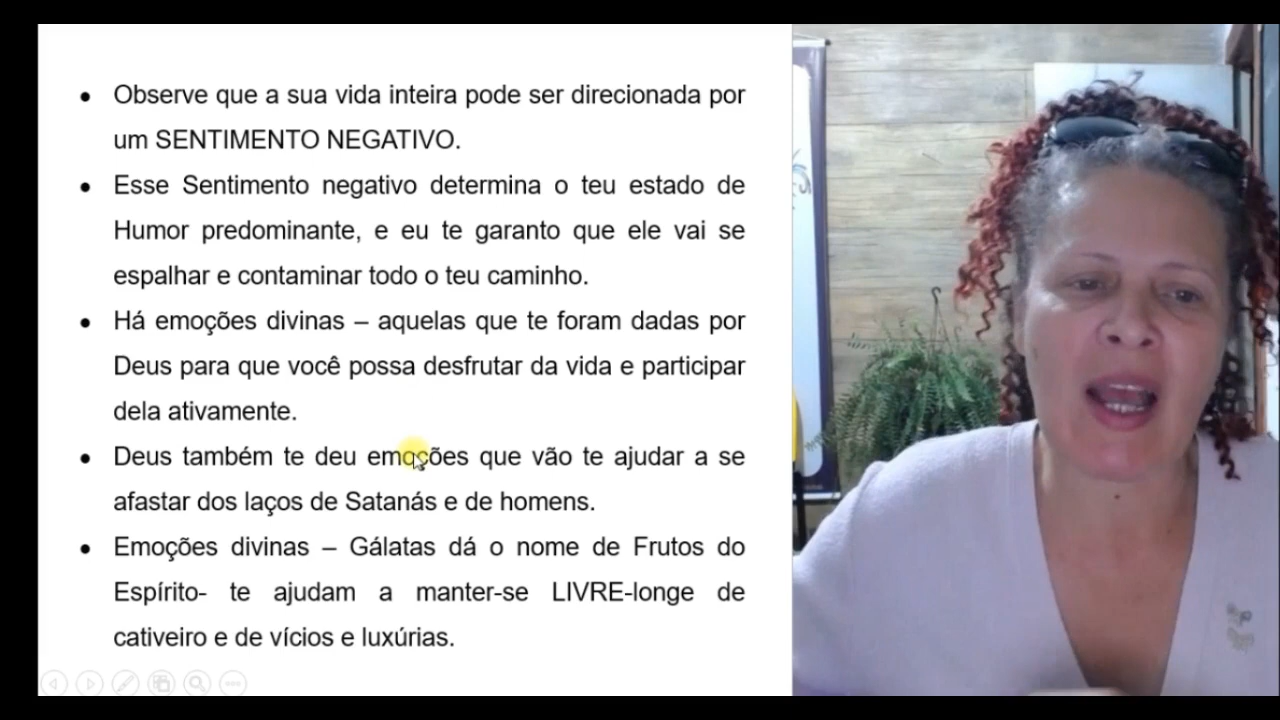 • Observe que a sua vida inteira pode ser direcionada por
um SENTIMENTO NEGATIVO.
• Esse Sentimento negativo determina o teu estado de
Humor predominante, e eu te garanto que ele vai se
espalhar e contaminar todo o teu caminho.
• Há emoções divinas – aquelas que te foram dadas por
Deus para que você possa desfrutar da vida e participar
dela ativamente.
• Deus também te deu emoções que vão te ajudar a se
afastar dos laços de Satanás e de homens.
• Emoções divinas – Gálatas dá o nome de Frutos do
Espírito- te ajudam a manter-se LIVRE-longe de
cativeiro e de vícios e luxúrias.